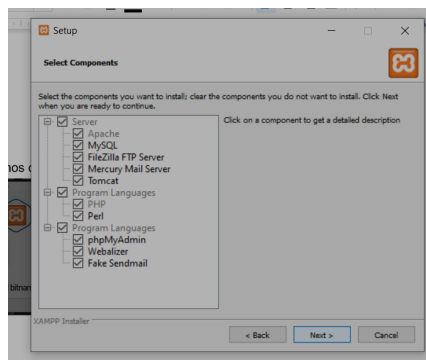 Setup
Select Components
Select the components you want to install; clear the components you do not want to install. Click Next
when you are ready to continue.
Server
Apache
MySQL
FileZilla FTP Server
Mercury Mail Server
Tomcat
Program Languages
PHP
Perl
Program Languages
phpMyAdmin
Webalizer
Fake Sendmail
Click on a component to get a detailed description
nos
bitnan
XAMPP Installer
< Back
Next >
Cancel